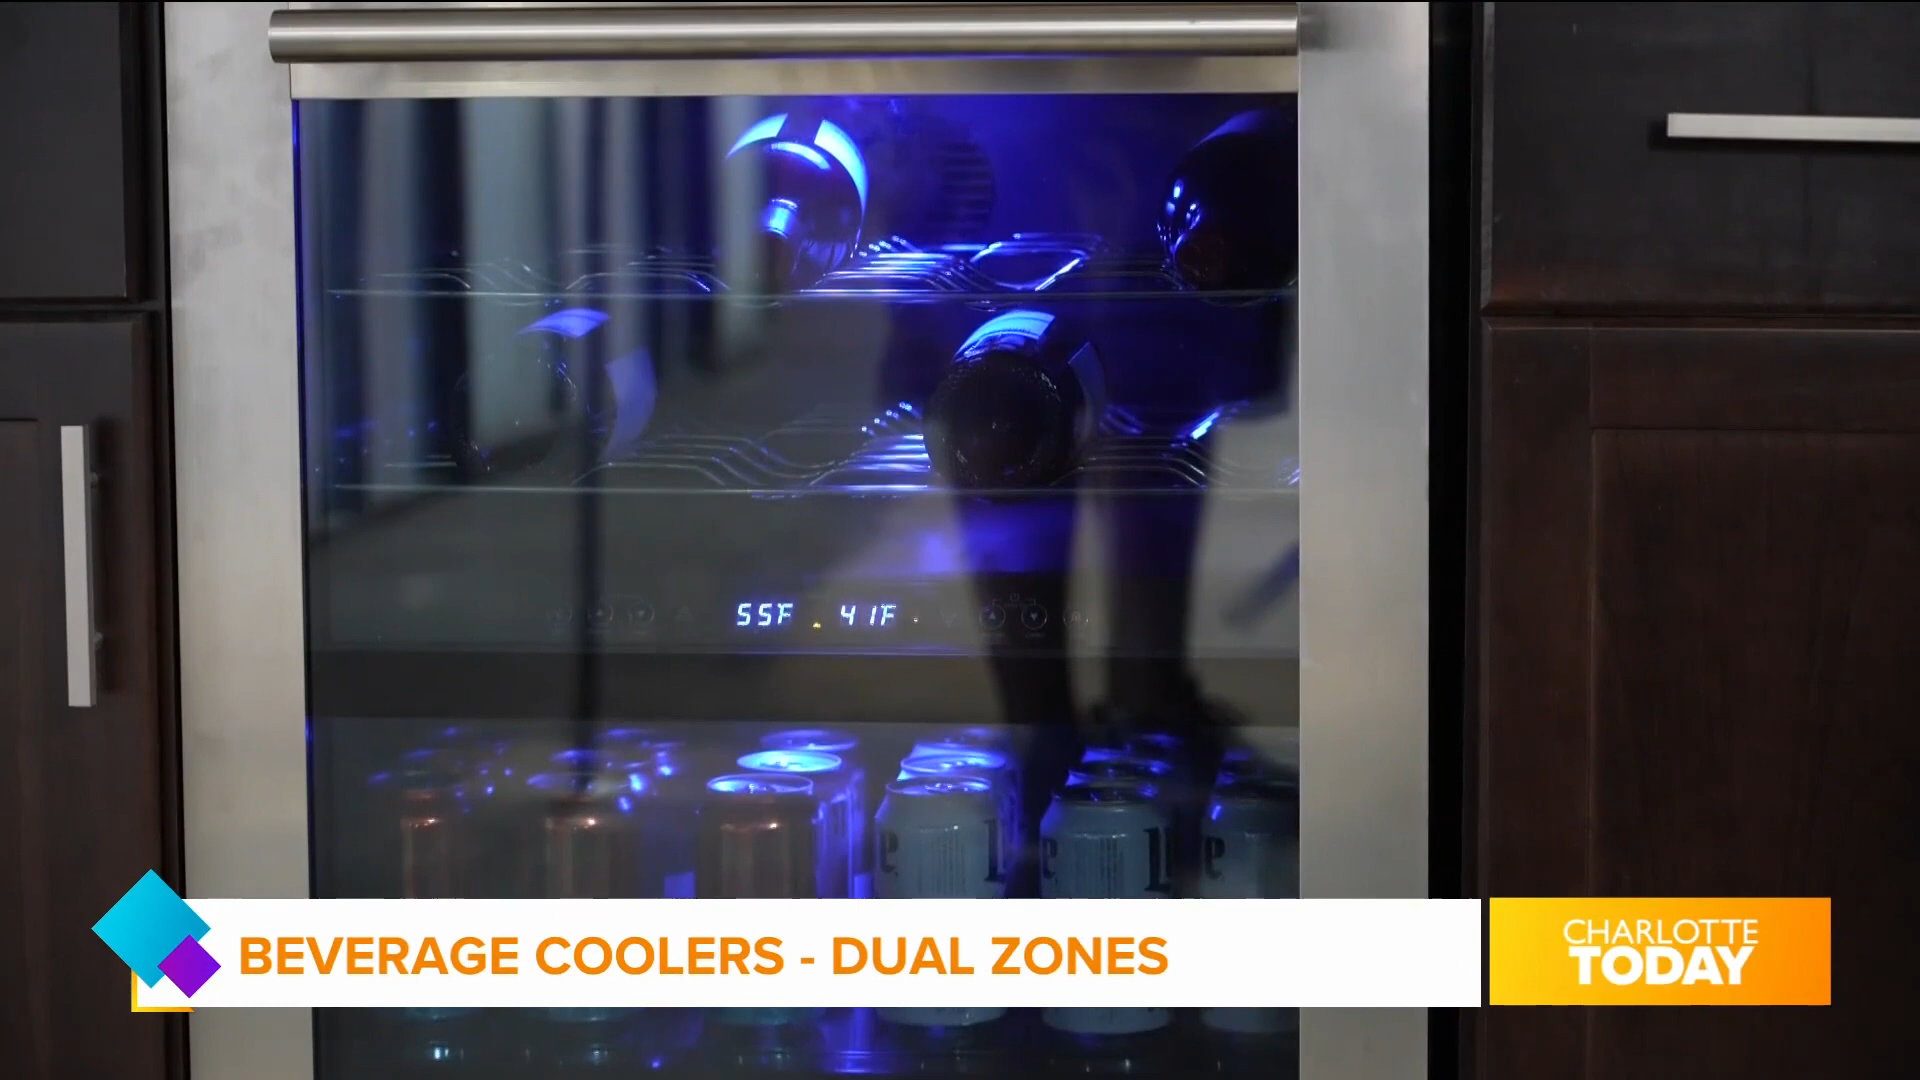 55F 41F
BEVERAGE COOLERS - DUAL ZONES
CHARLOTTE
TODAY